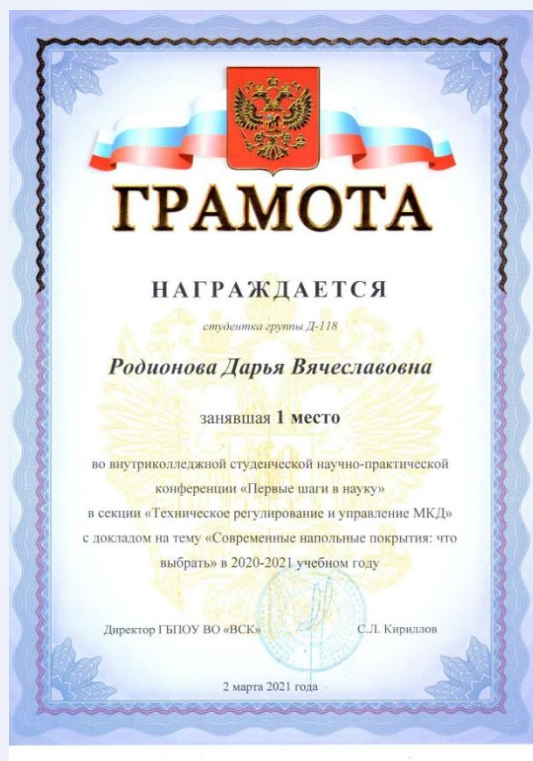 ГРАМОТА
НАГРАЖДАЕТСЯ
студентка группы Д-118
Родионова Дарья Вячеславовна
занявшая 1 место
во внутриколледжной студенческой научно-практической
конференции «Первые шаги в науку»
в секции «Техническое регулирование и управление МКД»
с докладом на тему «Современные напольные покрытия: что
выбрать» в 2020-2021 учебном году
Директор ГБПОУ ВО «ВСК»
С.Л. Кириллов
2 марта 2021 года